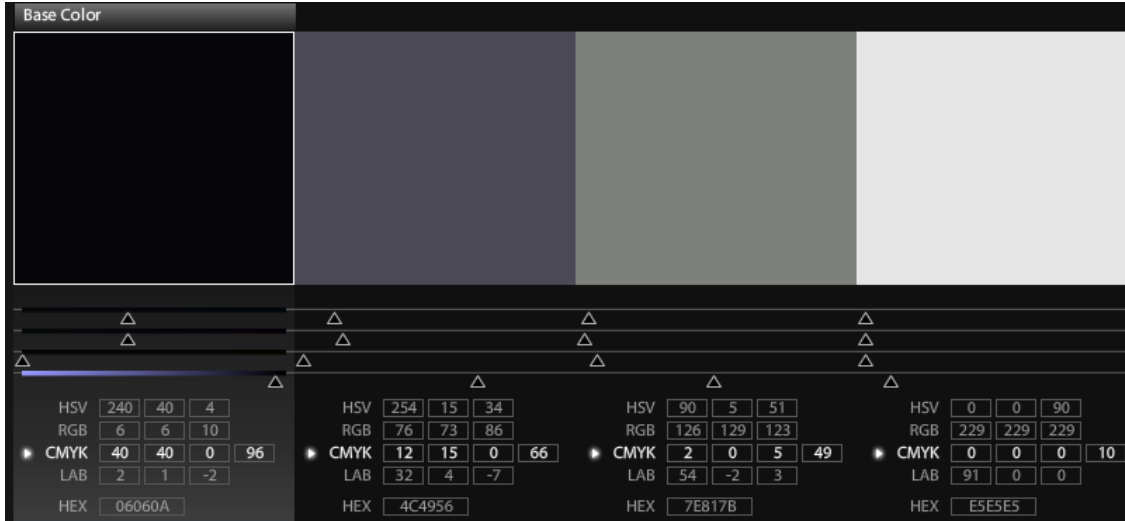 Base Color
HSV 240 40 4
RGB 6 6 10
CMYK 40 40 0 96
LAB 2 1 -2
HEX 06060A
HSV 254 15 34
RGB 76 73 86
CMYK 12 15 0 66
LAB 32 4 -7
HEX 4C4956
HSV 90 5 51
RGB 126 129 123
CMYK 2 0 5 49
LAB 54 -2 3
HEX 7E817B
HSV 0 0 90
RGB 229 229 229
CMYK 0 0 0 10
LAB 91 0 0
HEX E5E5E5